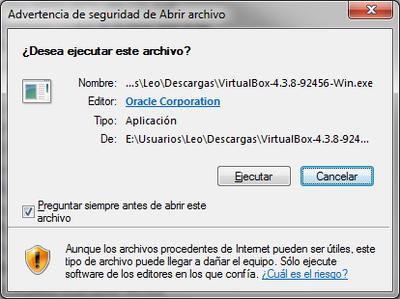 Advertencia de seguridad de Abrir archivo
¿Desea ejecutar este archivo?
Nombre: ...s\Leo\Descargas\VirtualBox-4.3.8-92456-Win.exe
Editor: Oracle Corporation
Tipo: Aplicación
De: E:\Usuarios\Leo\Descargas\VirtualBox-4.3.8-924...
Ejecutar Cancelar
Preguntar siempre antes de abrir este
archivo
Aunque los archivos procedentes de Internet pueden ser útiles, este
tipo de archivo puede llegar a dañar el equipo. Sólo ejecute
software de los editores en los que confía. ¿Cuál es el riesgo?